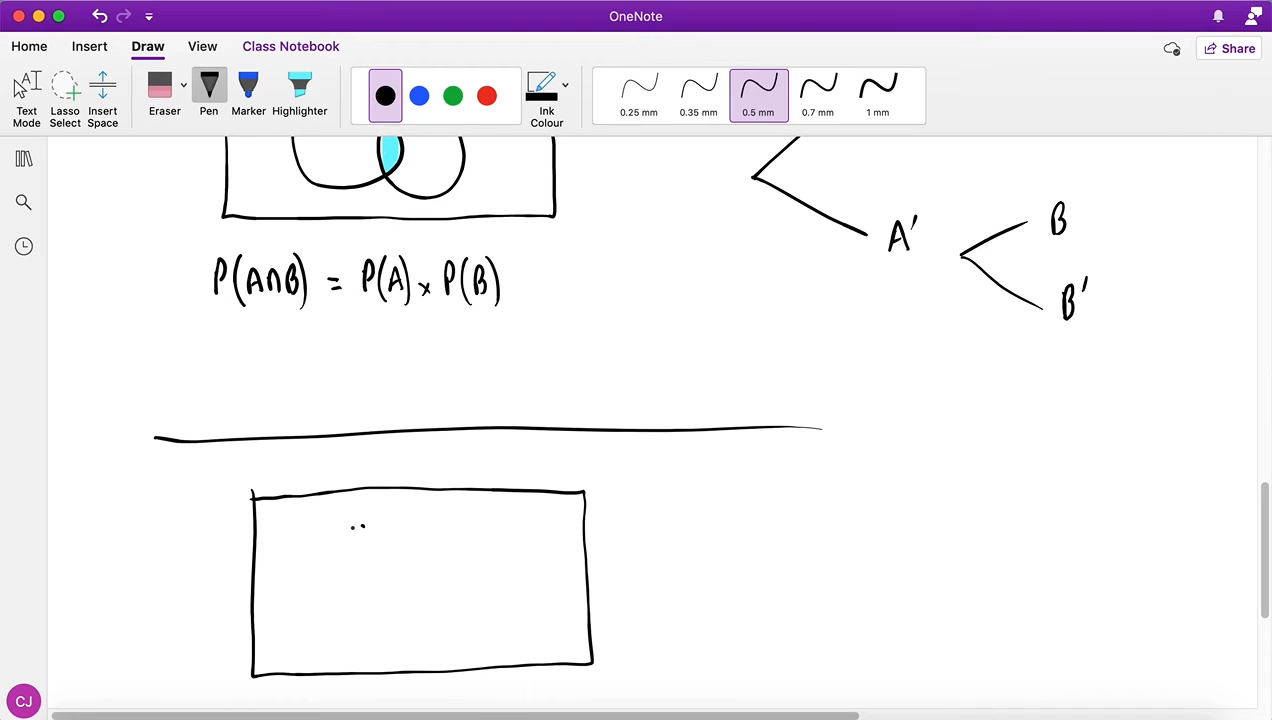 OneNote
Home Insert Draw View Class Notebook Share
Text Mode Lasso Select Insert Space Eraser Pen Marker Highlighter Ink Colour 0.25 mm 0.35 mm 0.5 mm 0.7 mm 1 mm
A' B
B'
P(A∩B) = P(A) × P(B)
CJ